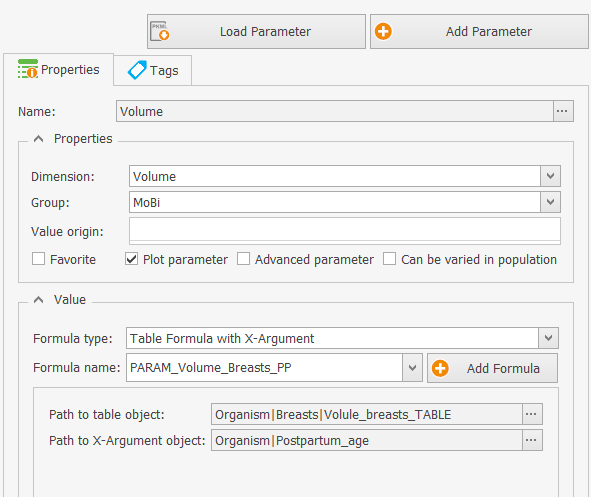 PKML Load Parameter Add Parameter
Properties Tags
Name: Volume ...
Properties
Dimension: Volume
Group: MoBi
Value origin:
Favorite Plot parameter Advanced parameter Can be varied in population
Value
Formula type: Table Formula with X-Argument
Formula name: PARAM_Volume_Breasts_PP Add Formula
Path to table object: Organism|Breasts|Volule_breasts_TABLE ...
Path to X-Argument object: Organism|Postpartum_age ...